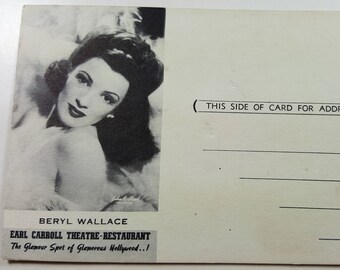 ( THIS SIDE OF CARD FOR ADDR
BERYL WALLACE
EARL CARROLL THEATRE-RESTAURANT
The Glamour Spot of Glamorous Hollywood..!